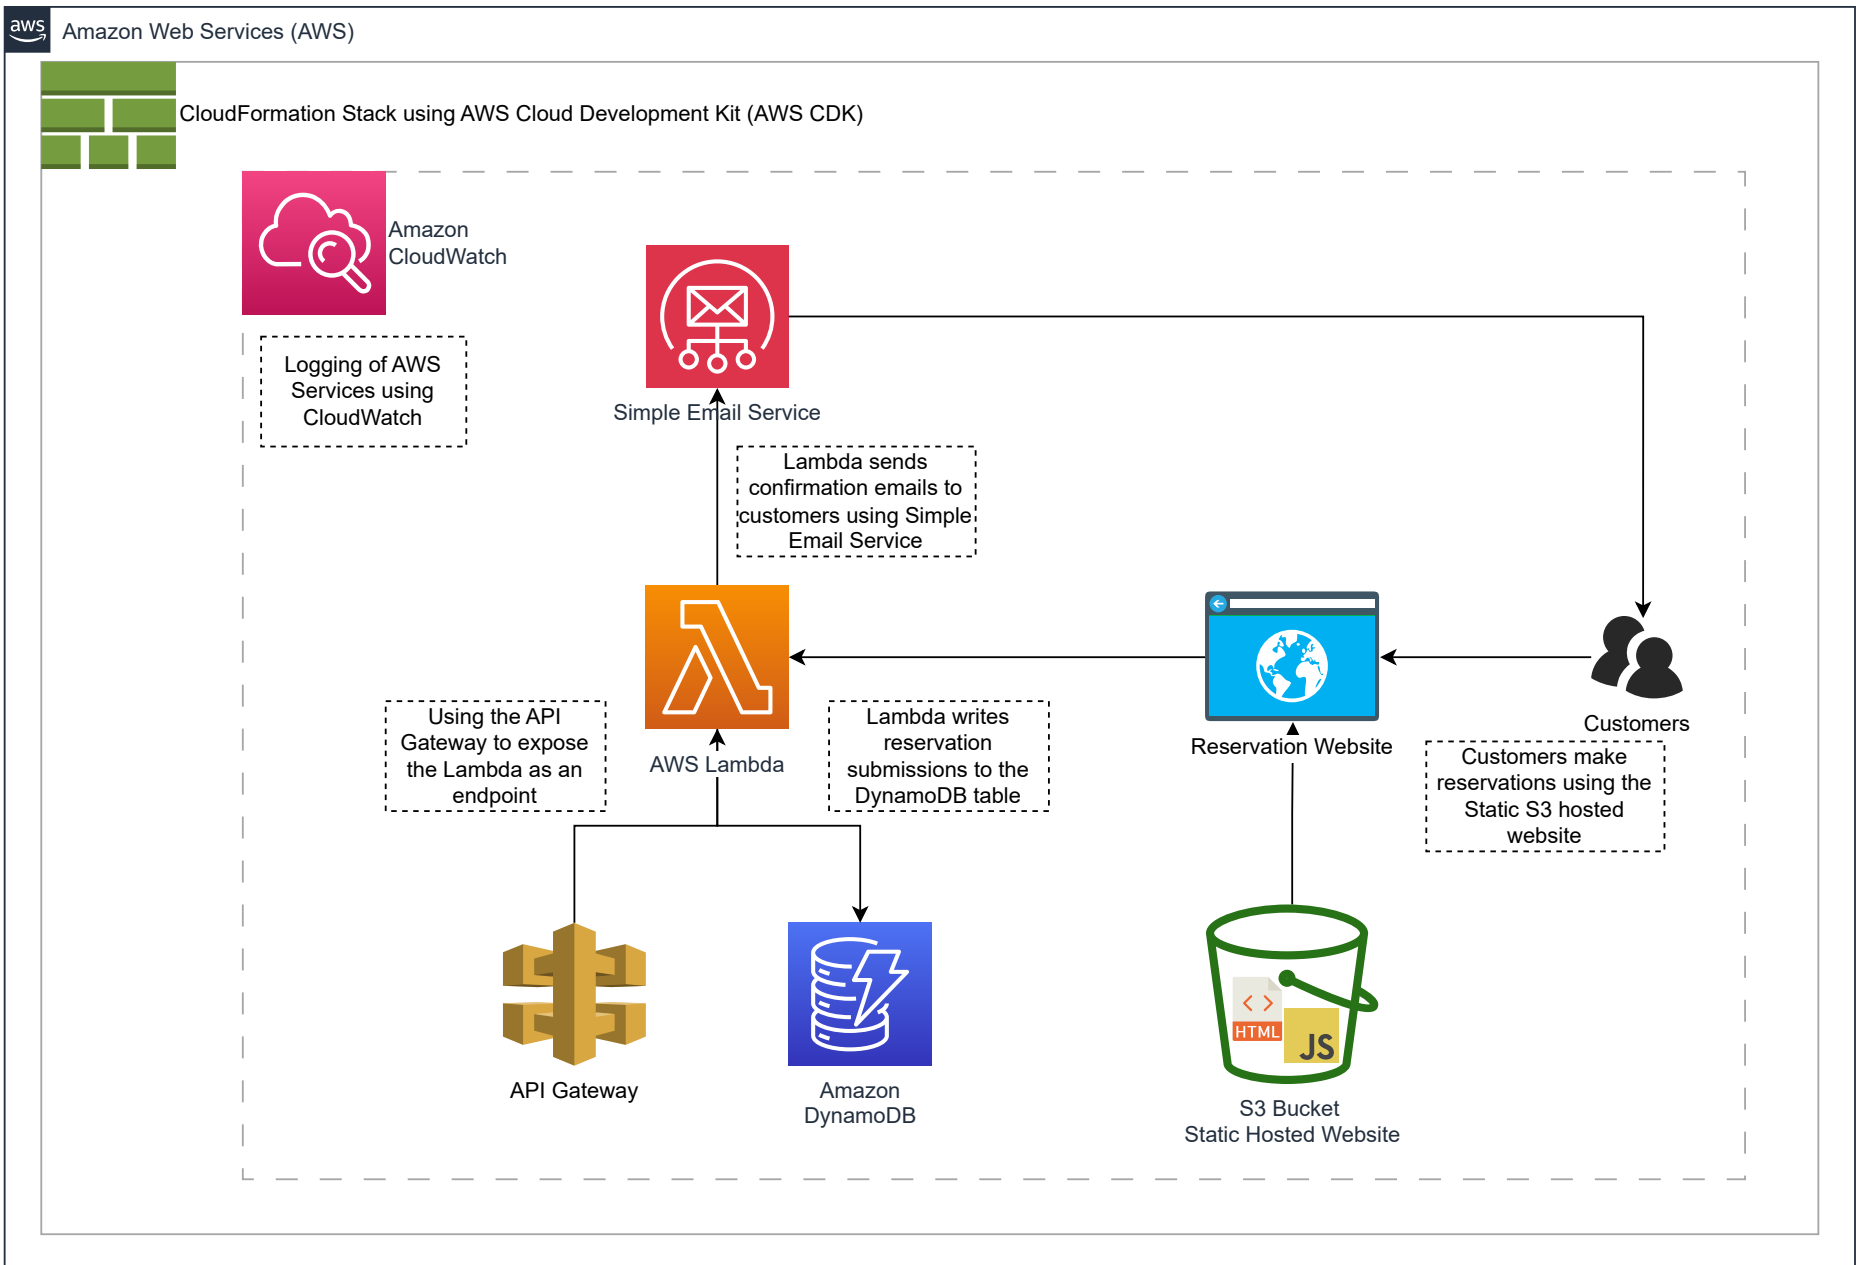 aws
Amazon Web Services (AWS)
CloudFormation Stack using AWS Cloud Development Kit (AWS CDK)
Amazon
CloudWatch
Logging of AWS
Services using
CloudWatch
Simple Email Service
Lambda sends
confirmation emails to
customers using Simple
Email Service
Using the API
Gateway to expose
the Lambda as an
endpoint
AWS Lambda
Lambda writes
reservation
submissions to the
DynamoDB table
Reservation Website
Customers
Customers make
reservations using the
Static S3 hosted
website
API Gateway
Amazon
DynamoDB
HTML
JS
S3 Bucket
Static Hosted Website